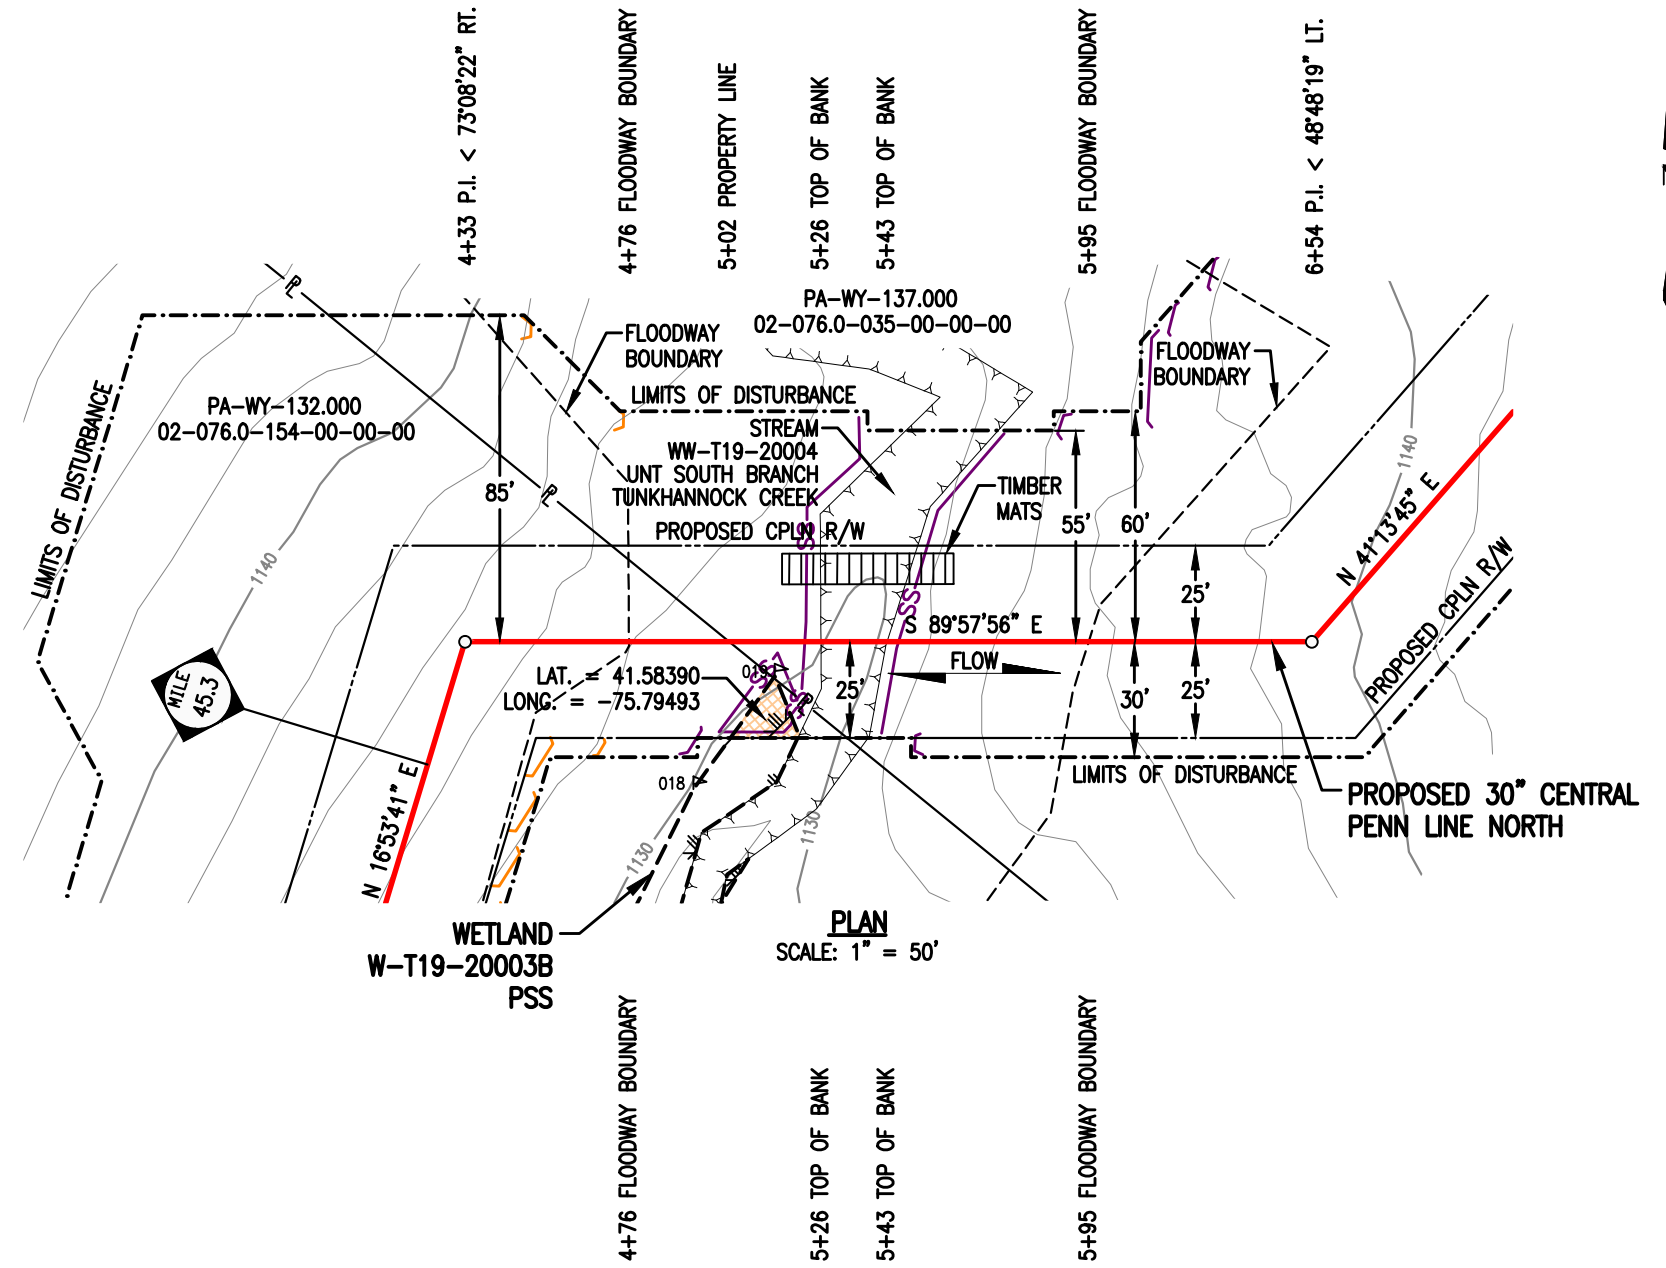 4+33 P.I. < 73°08'22" RT.
4+76 FLOODWAY BOUNDARY
5+02 PROPERTY LINE
5+26 TOP OF BANK
5+43 TOP OF BANK
5+95 FLOODWAY BOUNDARY
6+54 P.I. < 48°48'19" LT.
PL
PA-WY-137.000
02-076.0-035-00-00-00
FLOODWAY
BOUNDARY
FLOODWAY
BOUNDARY
LIMITS OF DISTURBANCE
LIMITS OF DISTURBANCE
PA-WY-132.000
02-076.0-154-00-00-00
STREAM
WW-T19-20004
UNT SOUTH BRANCH
TUNKHANNOCK CREEK
PROPOSED CPLN R/W
85'
PL
TIMBER
MATS
55'
60'
25'
1140
1140
N 41°13'45" E
PROPOSED CPLN R/W
SS
SS
S 89°57'56" E
FLOW
MILE
45.3
LAT. = 41.58390
LONG. = -75.79493
019
SS
25'
30'
25'
018
LIMITS OF DISTURBANCE
PROPOSED 30" CENTRAL
PENN LINE NORTH
N 16°53'41" E
1130
1130
WETLAND
W-T19-20003B
PSS
PLAN
SCALE: 1" = 50'
4+76 FLOODWAY BOUNDARY
5+26 TOP OF BANK
5+43 TOP OF BANK
5+95 FLOODWAY BOUNDARY